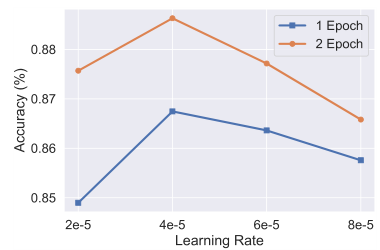 1 Epoch
2 Epoch
Accuracy (%)
0.88
0.87
0.86
0.85
2e-5 4e-5 6e-5 8e-5
Learning Rate